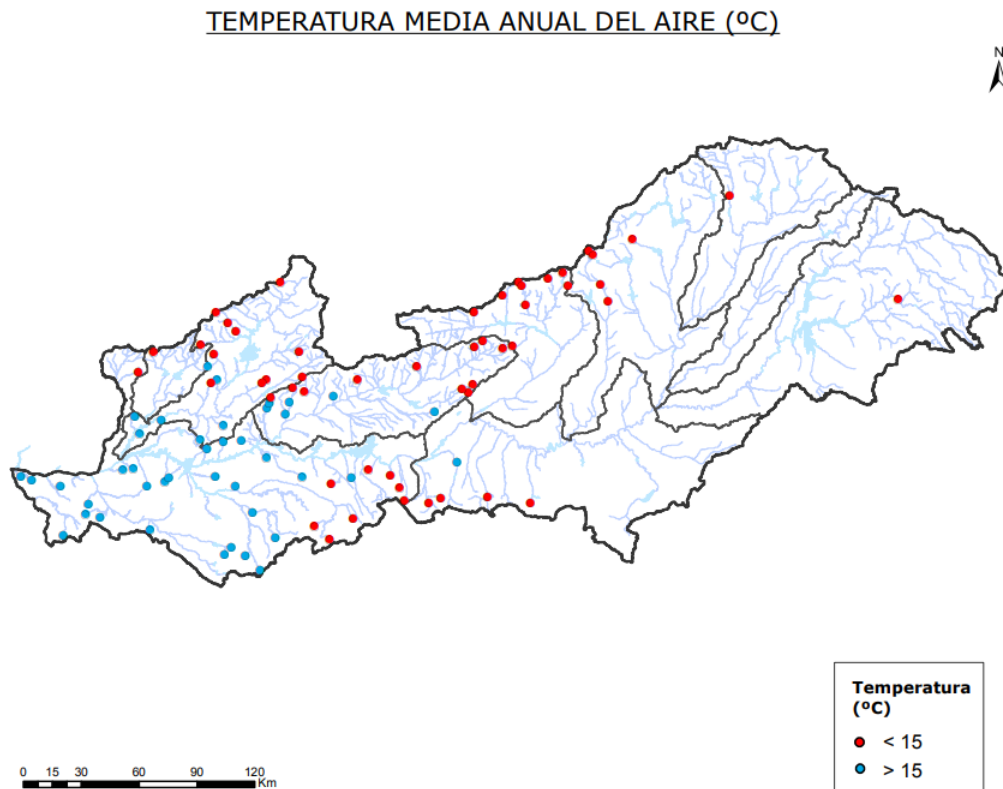 TEMPERATURA MEDIA ANUAL DEL AIRE (ºC)
N
Temperatura
(ºC)
< 15
> 15
0 15 30 60 90 120
Km